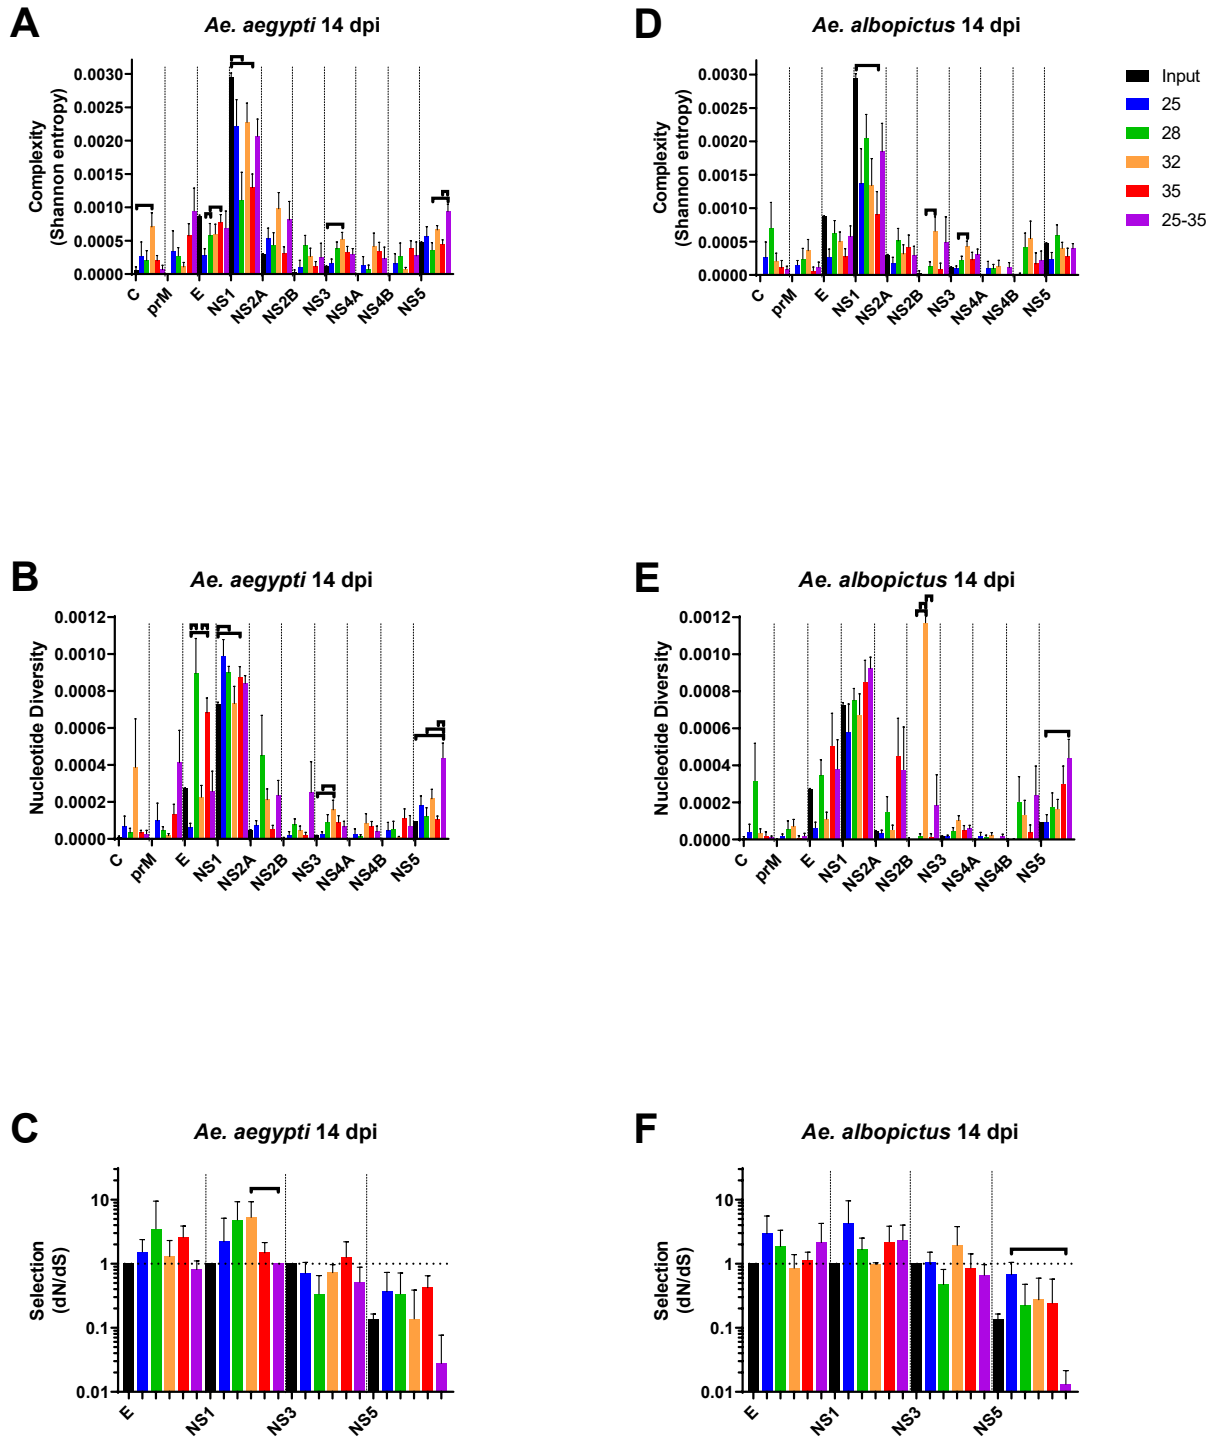 A
Ae. aegypti 14 dpi
Complexity
(Shannon entropy)
0.0030
0.0025
0.0020
0.0015
0.0010
0.0005
0.0000
C
prM
E
NS1
NS2A
NS2B
NS3
NS4A
NS4B
NS5
D
Ae. albopictus 14 dpi
Complexity
(Shannon entropy)
0.0030
0.0025
0.0020
0.0015
0.0010
0.0005
0.0000
C
prM
E
NS1
NS2A
NS2B
NS3
NS4A
NS4B
NS5
Input
25
28
32
35
25-35
B
Ae. aegypti 14 dpi
Nucleotide Diversity
0.0012
0.0010
0.0008
0.0006
0.0004
0.0002
0.0000
C
prM
E
NS1
NS2A
NS2B
NS3
NS4A
NS4B
NS5
E
Ae. albopictus 14 dpi
Nucleotide Diversity
0.0012
0.0010
0.0008
0.0006
0.0004
0.0002
0.0000
C
prM
E
NS1
NS2A
NS2B
NS3
NS4A
NS4B
NS5
C
Ae. aegypti 14 dpi
Selection
(dN/dS)
10
1
0.1
0.01
E
NS1
NS3
NS5
F
Ae. albopictus 14 dpi
Selection
(dN/dS)
10
1
0.1
0.01
E
NS1
NS3
NS5